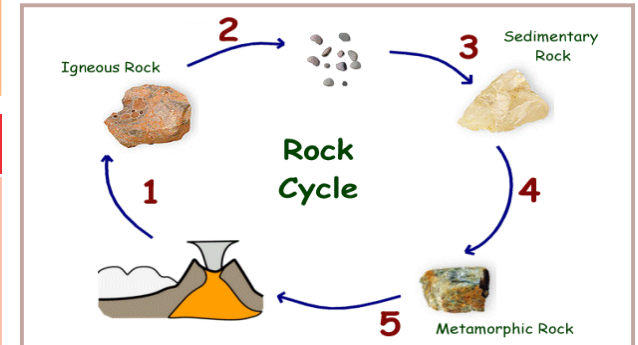 2
3
Sedimentary
Rock
Igneous Rock
Rock
Cycle
1
4
5
Metamorphic Rock